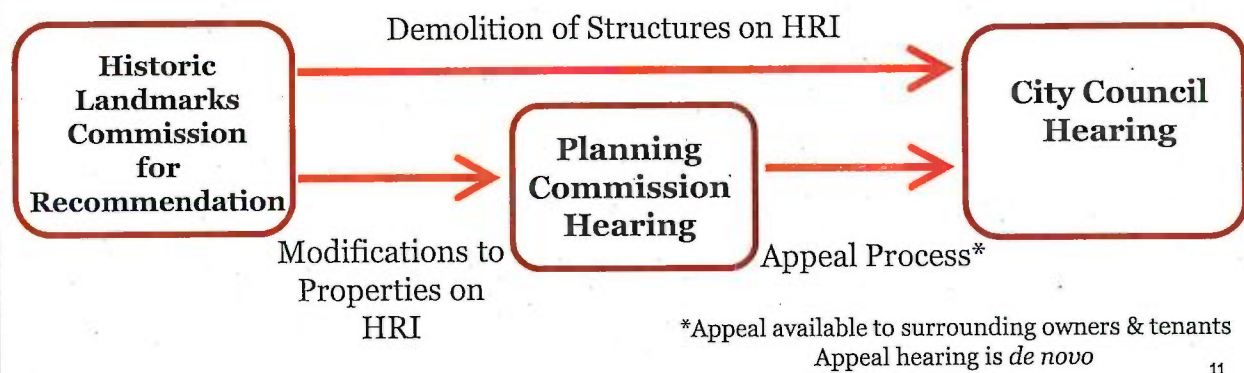 Demolition of Structures on HRI
Historic
Landmarks
Commission
for
Recommendation
City Council
Hearing
Planning
Commission
Hearing
Modifications to
Properties on
HRI
Appeal Process*
*Appeal available to surrounding owners & tenants
Appeal hearing is de novo
11